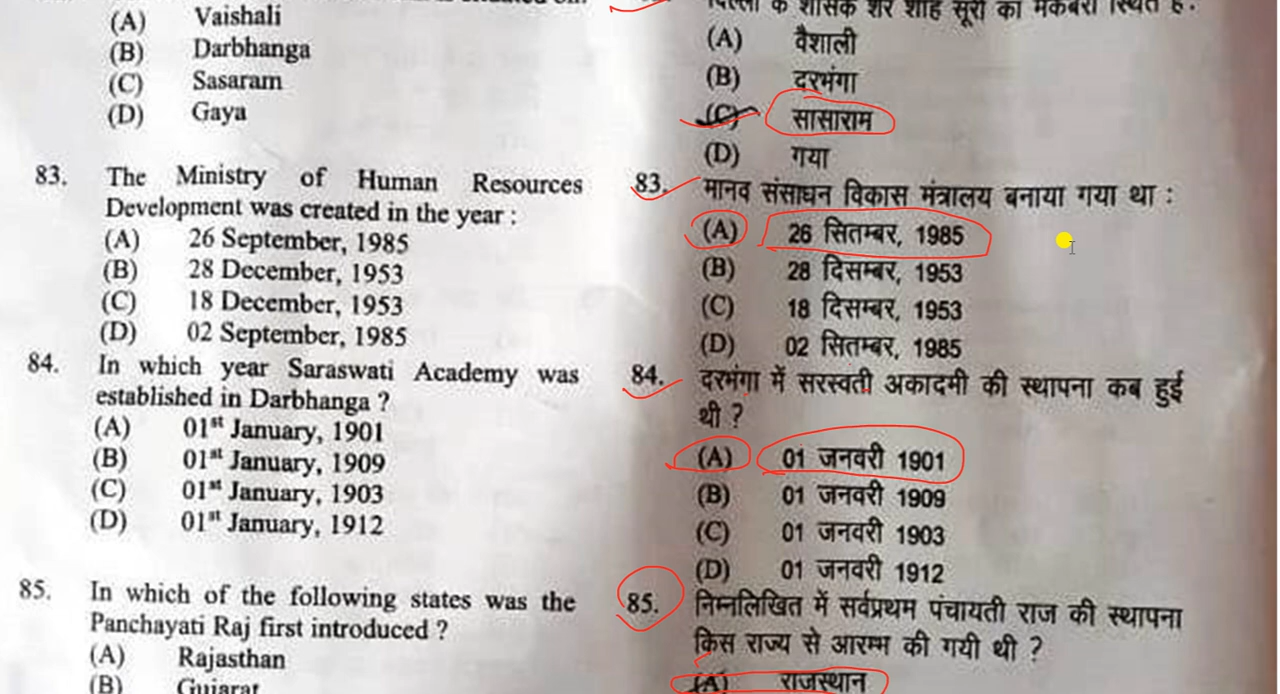 (A) Vaishali
(B) Darbhanga
(C) Sasaram
(D) Gaya
83. The Ministry of Human Resources
Development was created in the year :
(A) 26 September, 1985
(B) 28 December, 1953
(C) 18 December, 1953
(D) 02 September, 1985
84. In which year Saraswati Academy was
established in Darbhanga ?
(A) 01st January, 1901
(B) 01st January, 1909
(C) 01st January, 1903
(D) 01st January, 1912
85. In which of the following states was the
Panchayati Raj first introduced ?
(A) Rajasthan
(B) Gujarat
दिल्ली के शासक शेर शाह सूरी का मकबरा स्थित है :
(A) वैशाली
(B) दरभंगा
(C) सासाराम
(D) गया
83. मानव संसाधन विकास मंत्रालय बनाया गया था :
(A) 26 सितम्बर, 1985
(B) 28 दिसम्बर, 1953
(C) 18 दिसम्बर, 1953
(D) 02 सितम्बर, 1985
84. दरभंगा में सरस्वती अकादमी की स्थापना कब हुई
थी ?
(A) 01 जनवरी 1901
(B) 01 जनवरी 1909
(C) 01 जनवरी 1903
(D) 01 जनवरी 1912
85. निम्नलिखित में सर्वप्रथम पंचायती राज की स्थापना
किस राज्य से आरम्भ की गयी थी ?
(A) राजस्थान